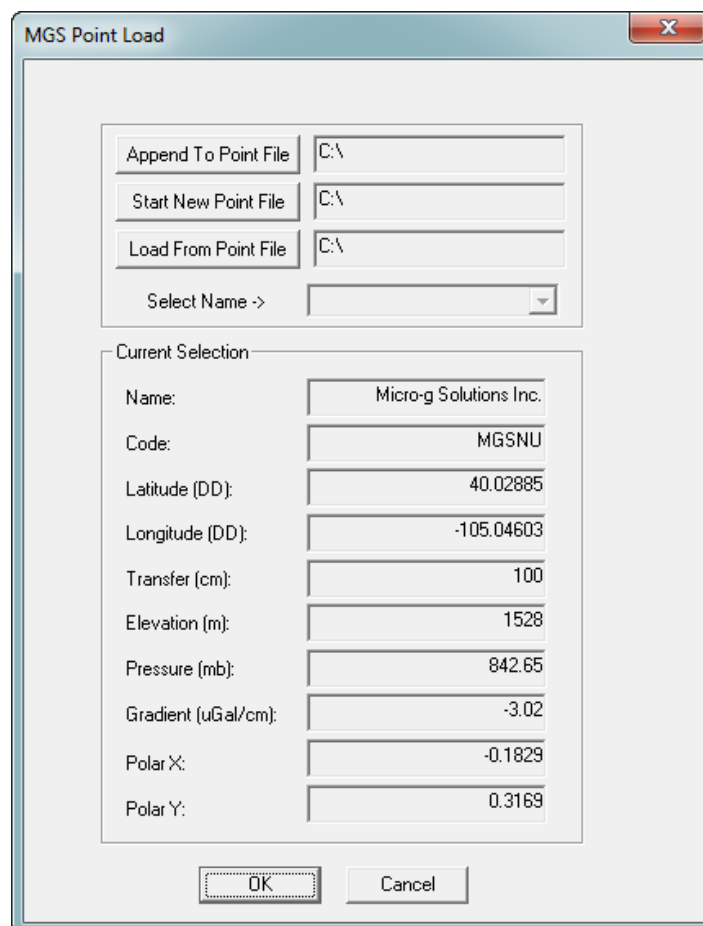 MGS Point Load
X
Append To Point File C:\
Start New Point File C:\
Load From Point File C:\
Select Name ->
Current Selection
Name: Micro-g Solutions Inc.
Code: MGSNU
Latitude (DD): 40.02885
Longitude (DD): -105.04603
Transfer (cm): 100
Elevation (m): 1528
Pressure (mb): 842.65
Gradient (uGal/cm): -3.02
Polar X: -0.1829
Polar Y: 0.3169
OK Cancel